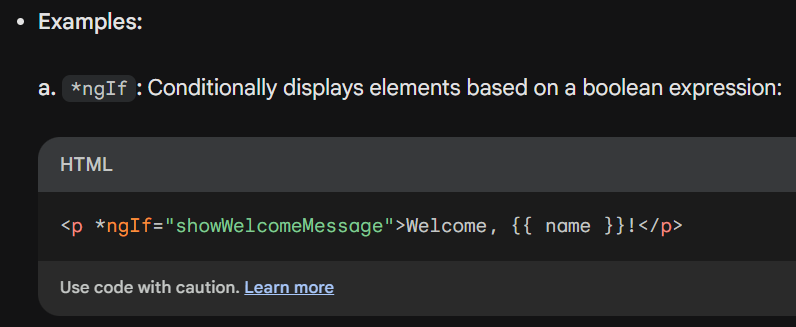 • Examples:
a. *ngIf : Conditionally displays elements based on a boolean expression:
HTML
<p *ngIf="showWelcomeMessage">Welcome, {{ name }}!</p>
Use code with caution. Learn more